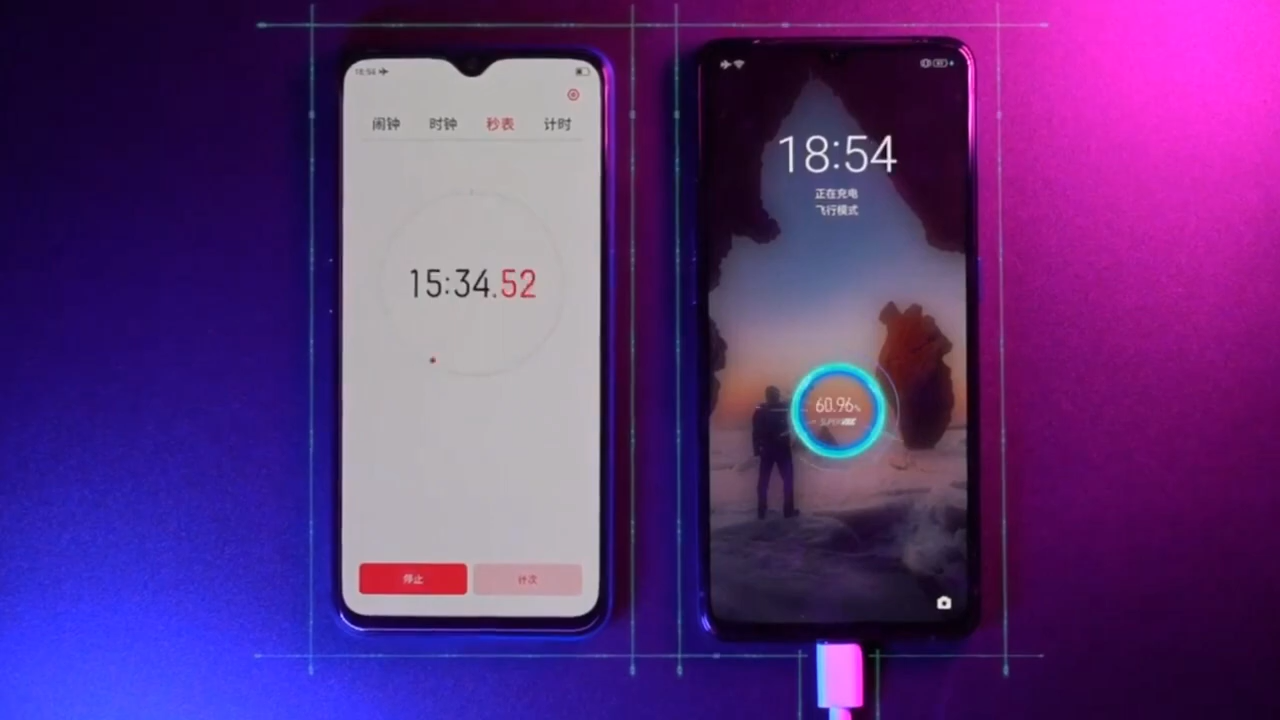 18:54
闹钟 时钟 秒表 计时
15:34.52
停止 计次
18:54
正在充电
飞行模式
60.96%
SUPERVOOC